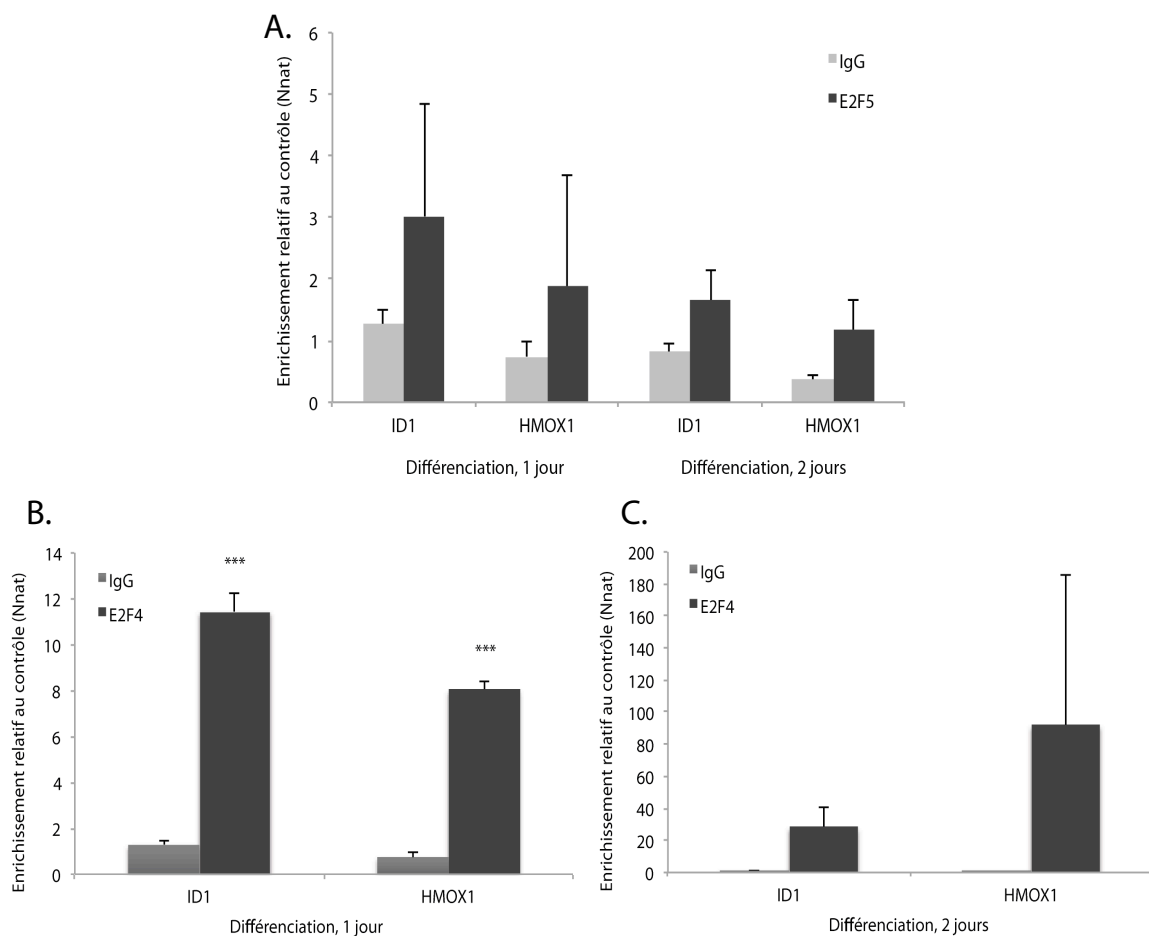 A.
Enrichissement relatif au contrôle (Nnat)
6
5
4
3
2
1
0
IgG
E2F5
ID1 HMOX1 ID1 HMOX1
Différenciation, 1 jour Différenciation, 2 jours
B.
Enrichissement relatif au contrôle (Nnat)
14
12
10
8
6
4
2
0
IgG
E2F4
***
***
ID1 HMOX1
Différenciation, 1 jour
C.
Enrichissement relatif au contrôle (Nnat)
200
180
160
140
120
100
80
60
40
20
0
IgG
E2F4
ID1 HMOX1
Différenciation, 2 jours